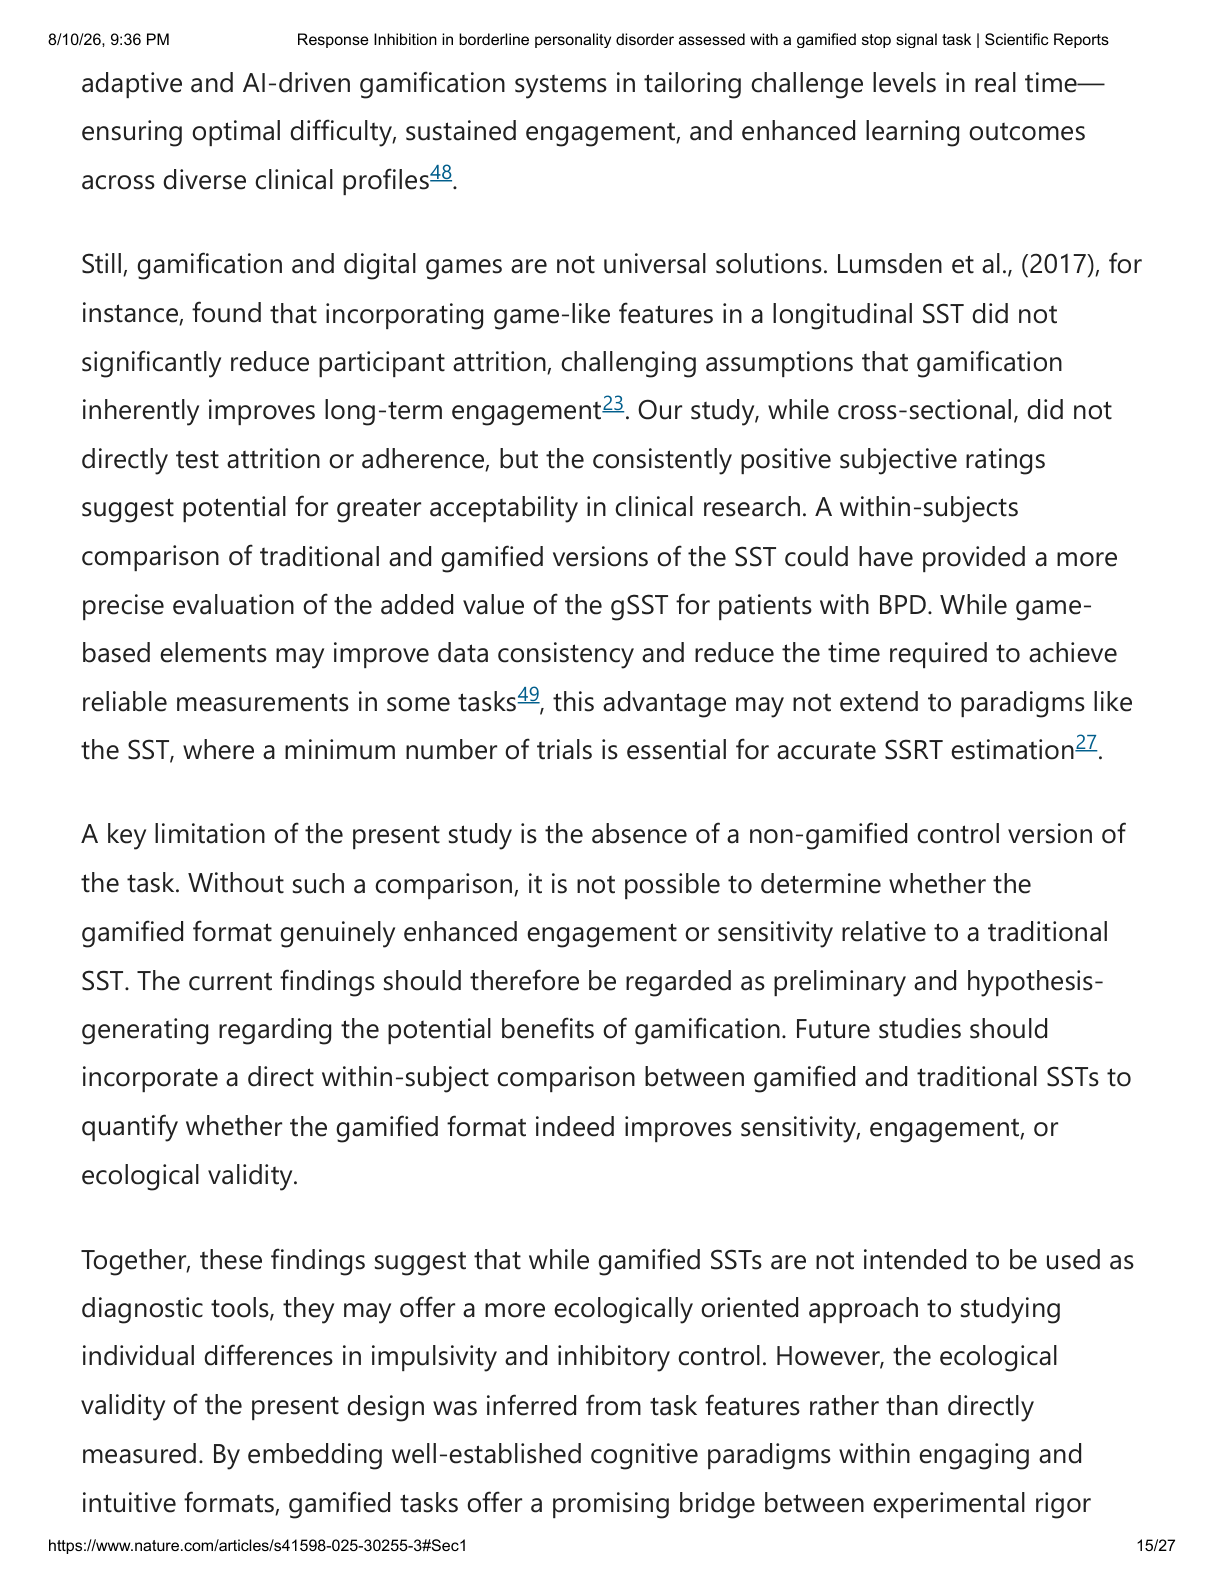 8/10/26, 9:36 PM Response Inhibition in borderline personality disorder assessed with a gamified stop signal task | Scientific Reports
adaptive and AI-driven gamification systems in tailoring challenge levels in real time—
ensuring optimal difficulty, sustained engagement, and enhanced learning outcomes
across diverse clinical profiles48.
Still, gamification and digital games are not universal solutions. Lumsden et al., (2017), for
instance, found that incorporating game-like features in a longitudinal SST did not
significantly reduce participant attrition, challenging assumptions that gamification
inherently improves long-term engagement23. Our study, while cross-sectional, did not
directly test attrition or adherence, but the consistently positive subjective ratings
suggest potential for greater acceptability in clinical research. A within-subjects
comparison of traditional and gamified versions of the SST could have provided a more
precise evaluation of the added value of the gSST for patients with BPD. While game-
based elements may improve data consistency and reduce the time required to achieve
reliable measurements in some tasks49, this advantage may not extend to paradigms like
the SST, where a minimum number of trials is essential for accurate SSRT estimation27.
A key limitation of the present study is the absence of a non-gamified control version of
the task. Without such a comparison, it is not possible to determine whether the
gamified format genuinely enhanced engagement or sensitivity relative to a traditional
SST. The current findings should therefore be regarded as preliminary and hypothesis-
generating regarding the potential benefits of gamification. Future studies should
incorporate a direct within-subject comparison between gamified and traditional SSTs to
quantify whether the gamified format indeed improves sensitivity, engagement, or
ecological validity.
Together, these findings suggest that while gamified SSTs are not intended to be used as
diagnostic tools, they may offer a more ecologically oriented approach to studying
individual differences in impulsivity and inhibitory control. However, the ecological
validity of the present design was inferred from task features rather than directly
measured. By embedding well-established cognitive paradigms within engaging and
intuitive formats, gamified tasks offer a promising bridge between experimental rigor
https://www.nature.com/articles/s41598-025-30255-3#Sec1 15/27